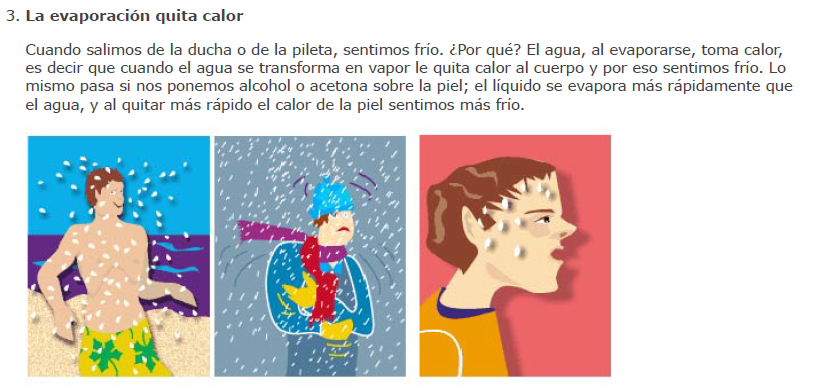 3. La evaporación quita calor
Cuando salimos de la ducha o de la pileta, sentimos frío. ¿Por qué? El agua, al evaporarse, toma calor,
es decir que cuando el agua se transforma en vapor le quita calor al cuerpo y por eso sentimos frío. Lo
mismo pasa si nos ponemos alcohol o acetona sobre la piel; el líquido se evapora más rápidamente que
el agua, y al quitar más rápido el calor de la piel sentimos más frío.